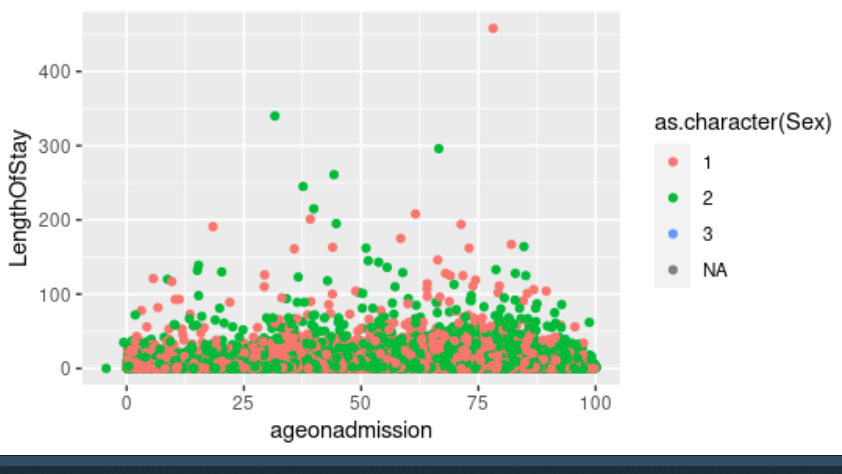 400
300
200
100
0
LengthOfStay
0 25 50 75 100
ageonadmission
as.character(Sex)
1
2
3
NA